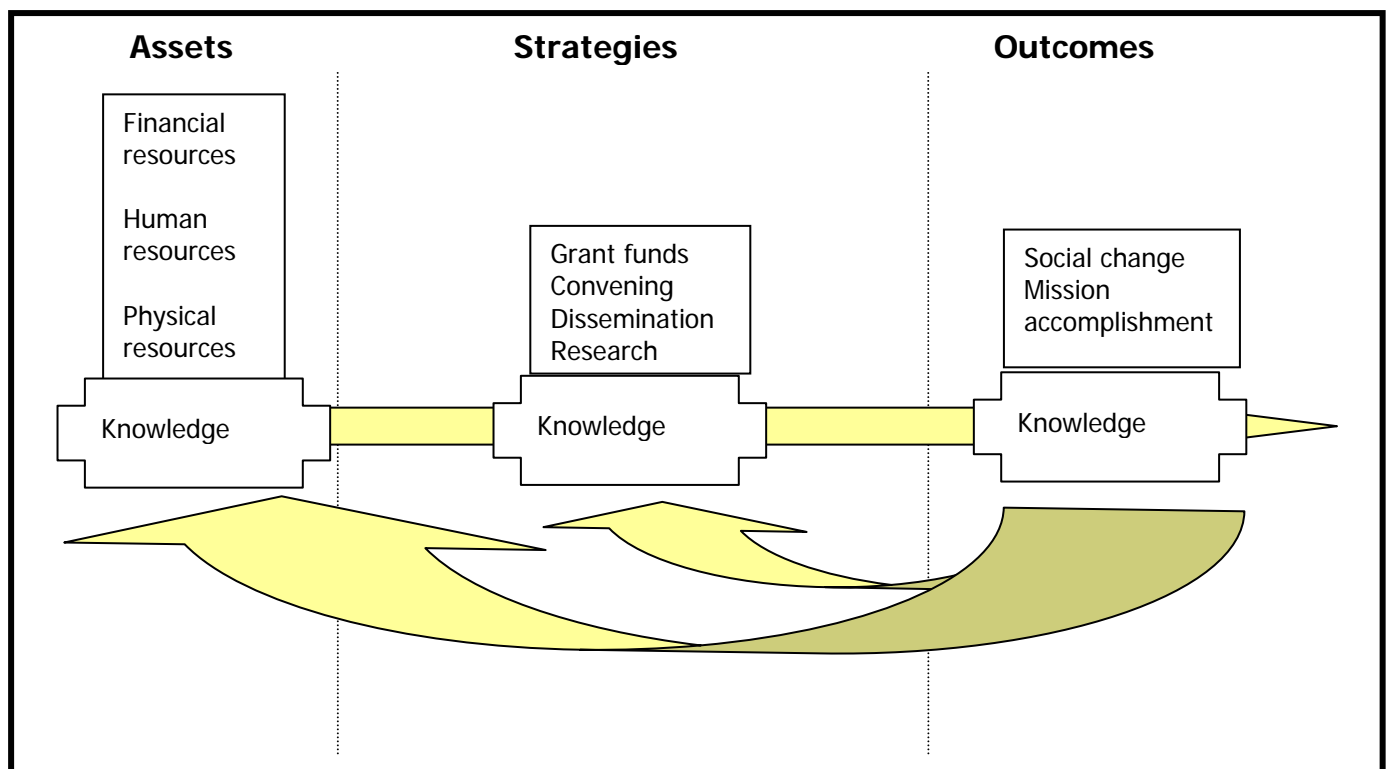 Assets
Strategies
Outcomes
Financial
resources
Human
resources
Physical
resources
Knowledge
Grant funds
Convening
Dissemination
Research
Knowledge
Social change
Mission
accomplishment
Knowledge